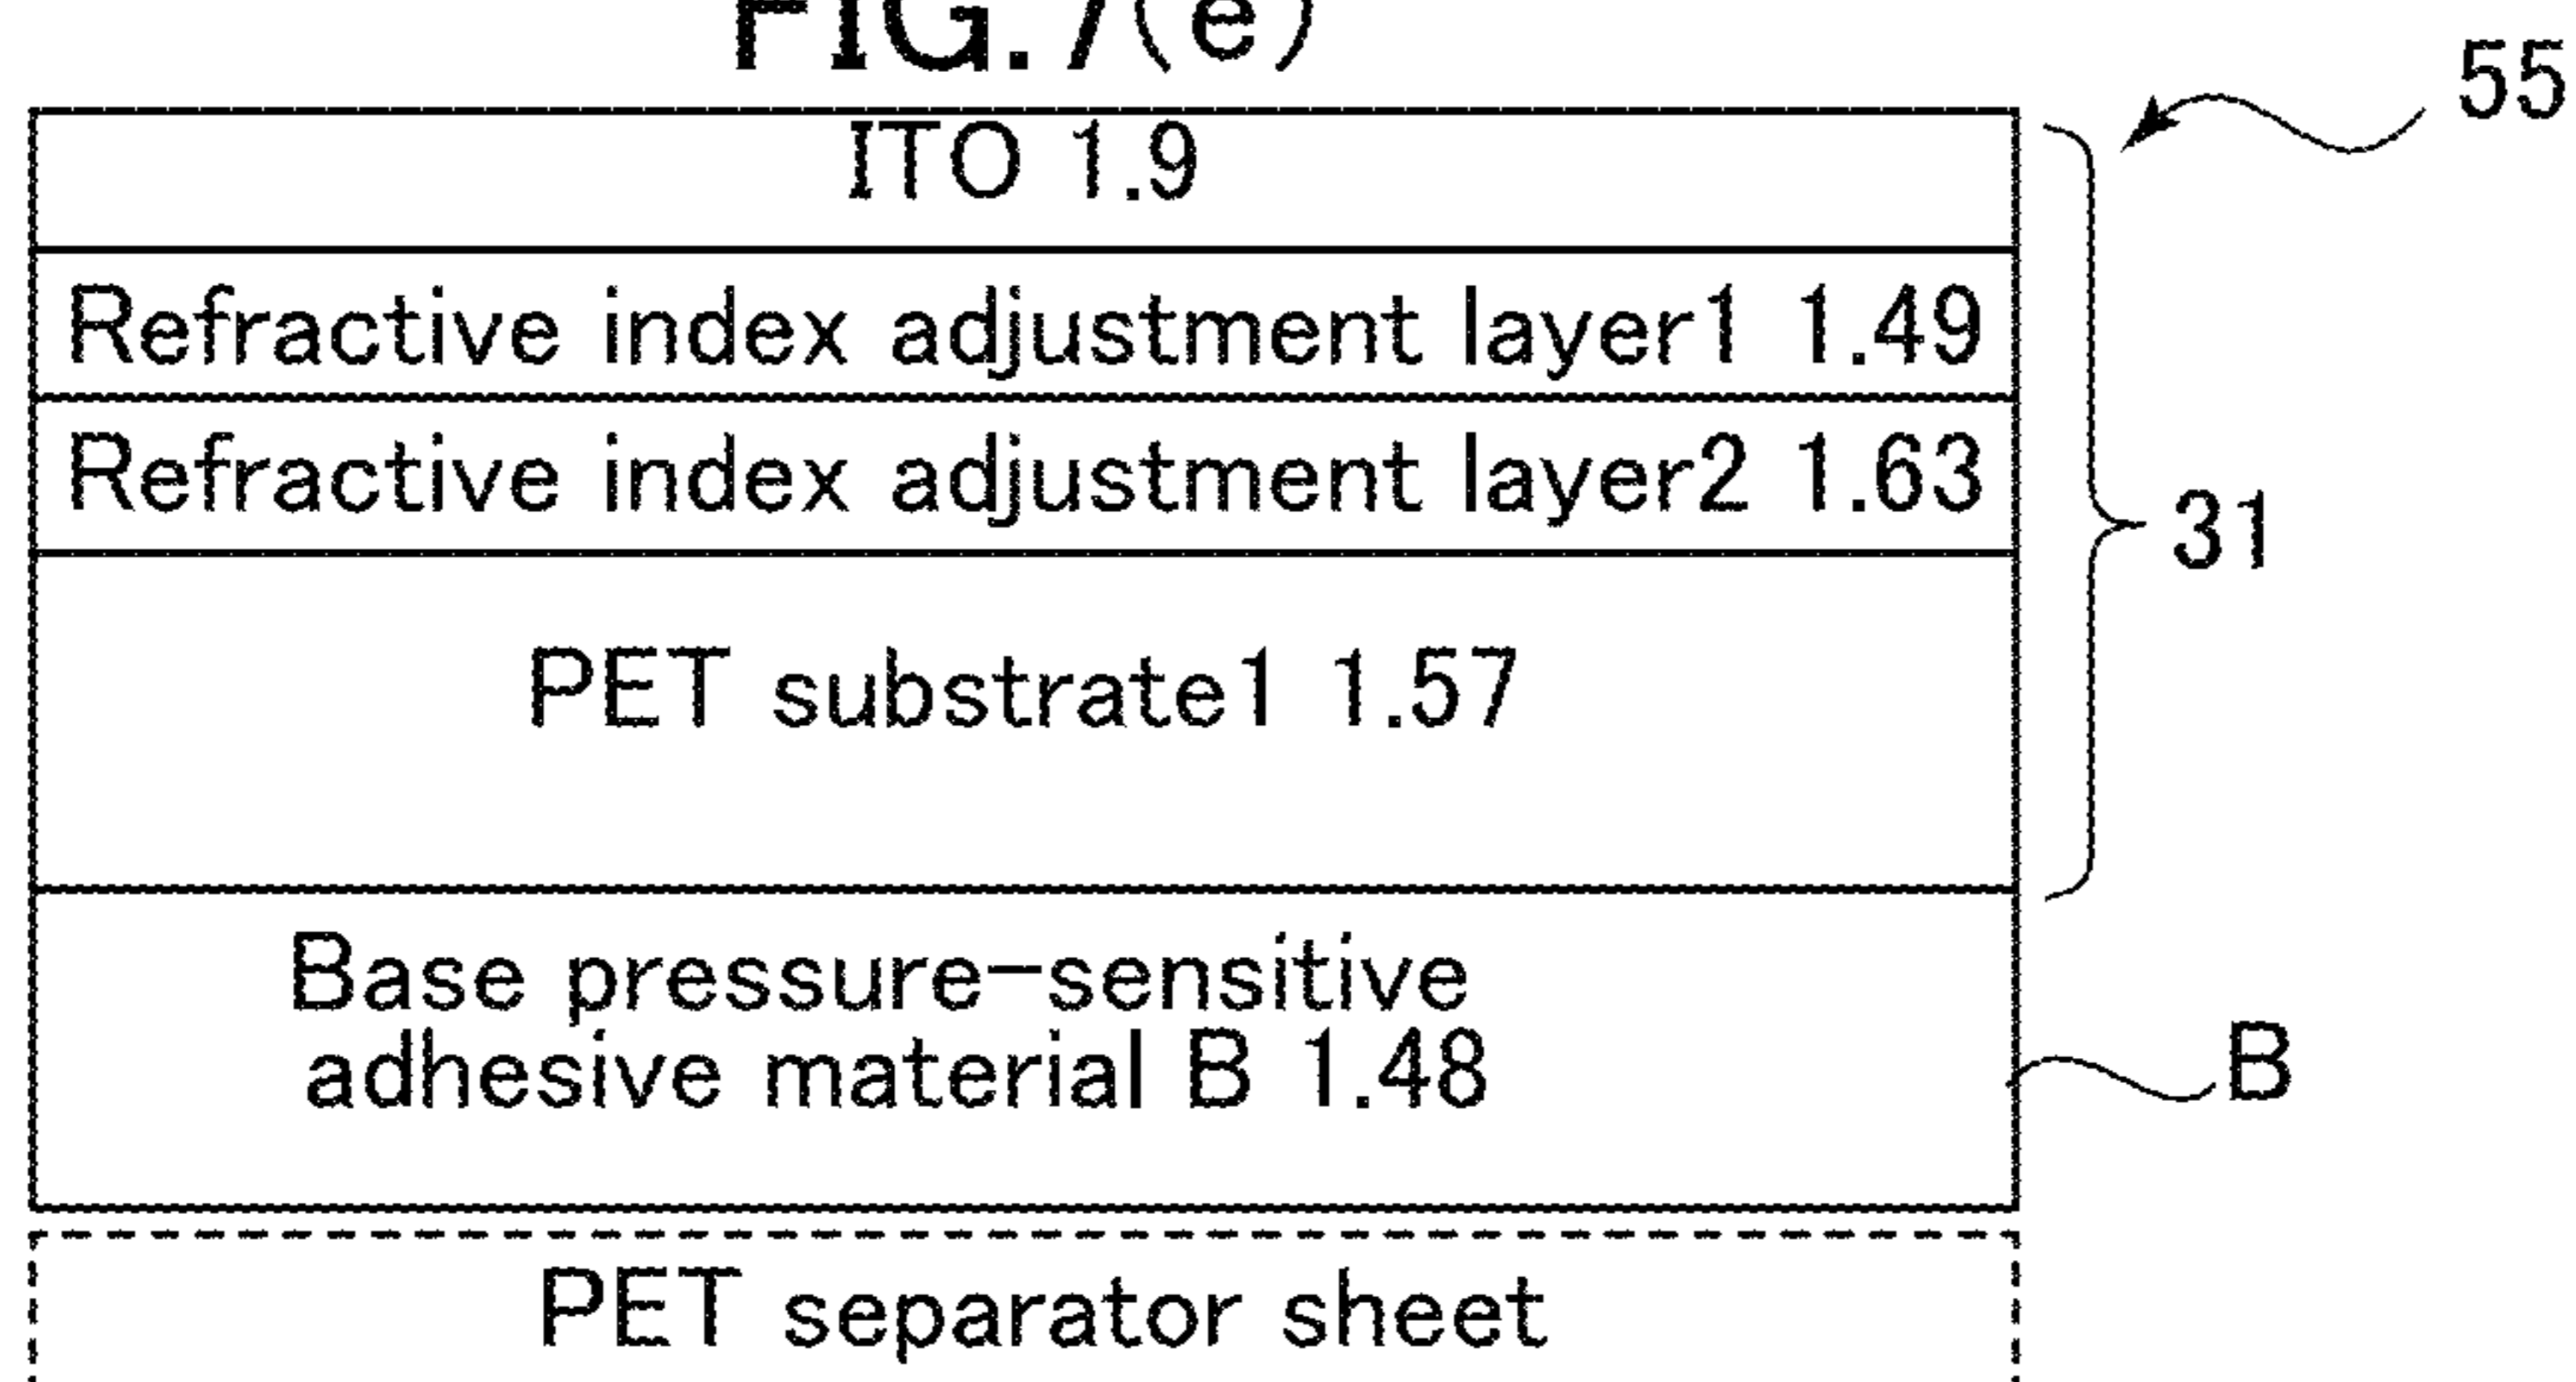 FIG.7(e)
55
ITO 1.9
Refractive index adjustment layer1 1.49
Refractive index adjustment layer2 1.63
31
PET substrate1 1.57
Base pressure-sensitive
adhesive material B 1.48
B
PET separator sheet